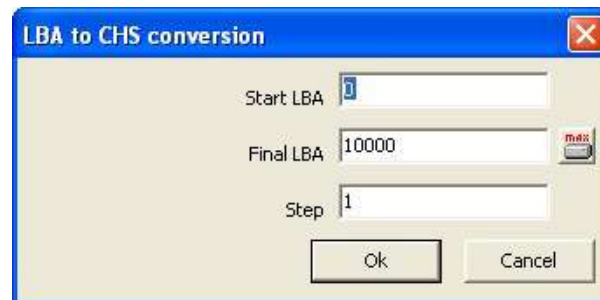 LBA to CHS conversion
Start LBA 0
Final LBA 10000 max
Step 1
Ok Cancel